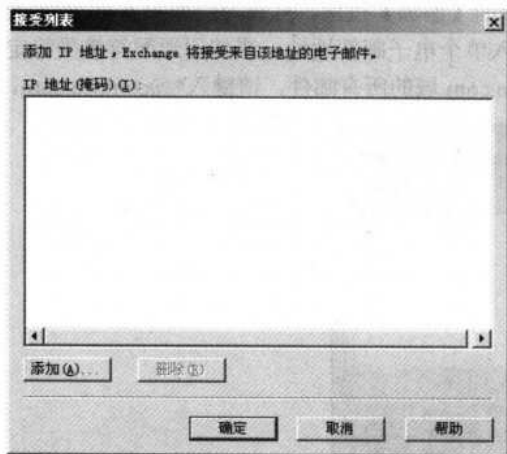 接受列表
添加 IP 地址，Exchange 将接受来自该地址的电子邮件。
IP 地址(掩码)(I):
添加(A)...
删除(R)
确定
取消
帮助